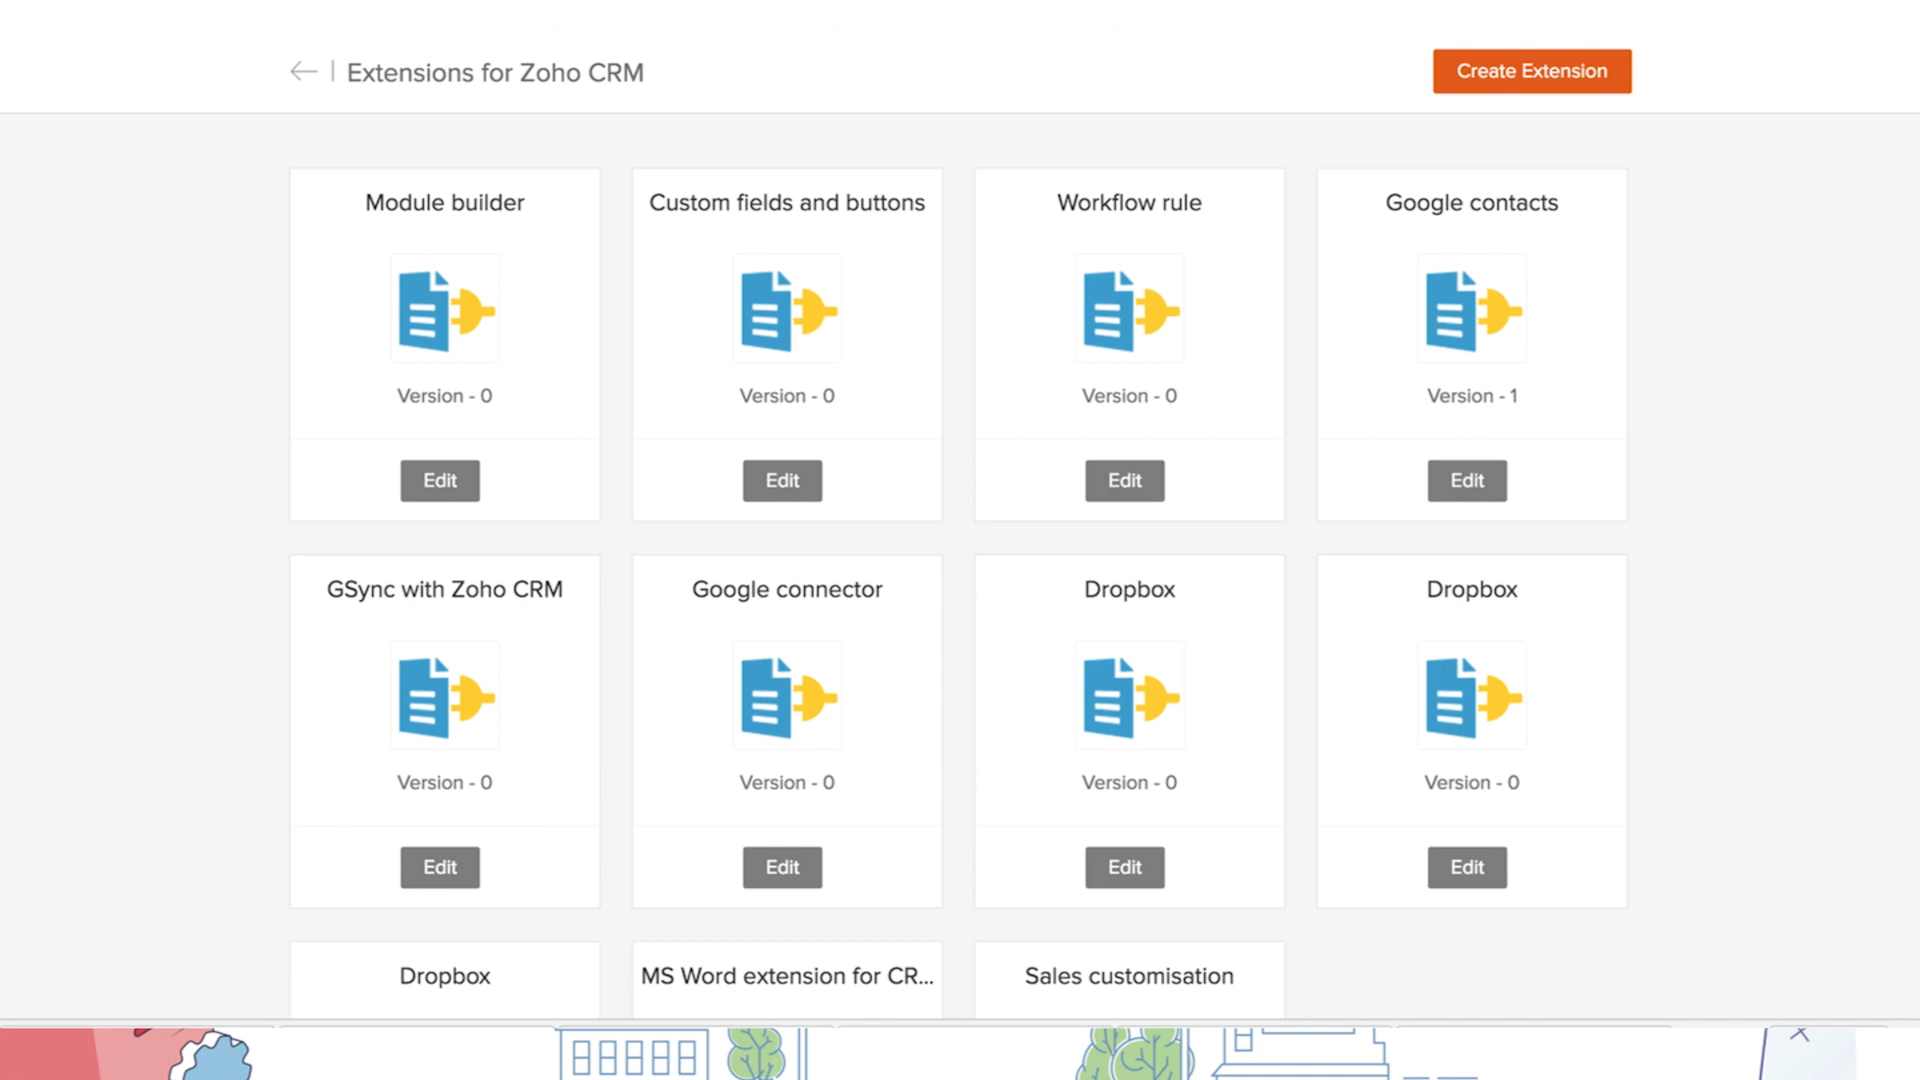 Extensions for Zoho CRM
Create Extension
Module builder
Custom fields and buttons
Workflow rule
Google contacts
Version - 0
Version - 0
Version - 0
Version - 1
Edit
Edit
Edit
Edit
GSync with Zoho CRM
Google connector
Dropbox
Dropbox
Version - 0
Version - 0
Version - 0
Version - 0
Edit
Edit
Edit
Edit
Dropbox
MS Word extension for CR...
Sales customisation